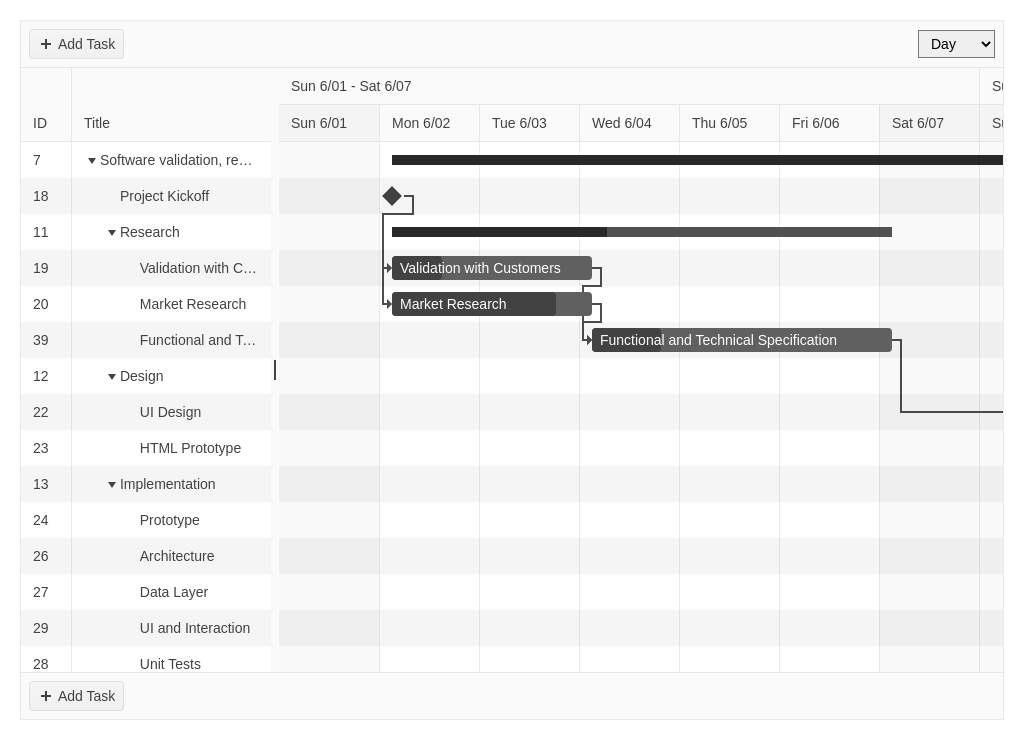 Add Task
Day
Sun 6/01 - Sat 6/07
ID Title Sun 6/01 Mon 6/02 Tue 6/03 Wed 6/04 Thu 6/05 Fri 6/06 Sat 6/07
7 Software validation, re…
18 Project Kickoff
11 Research
19 Validation with C… Validation with Customers
20 Market Research Market Research
39 Functional and T… Functional and Technical Specification
12 Design
22 UI Design
23 HTML Prototype
13 Implementation
24 Prototype
26 Architecture
27 Data Layer
29 UI and Interaction
28 Unit Tests
Add Task